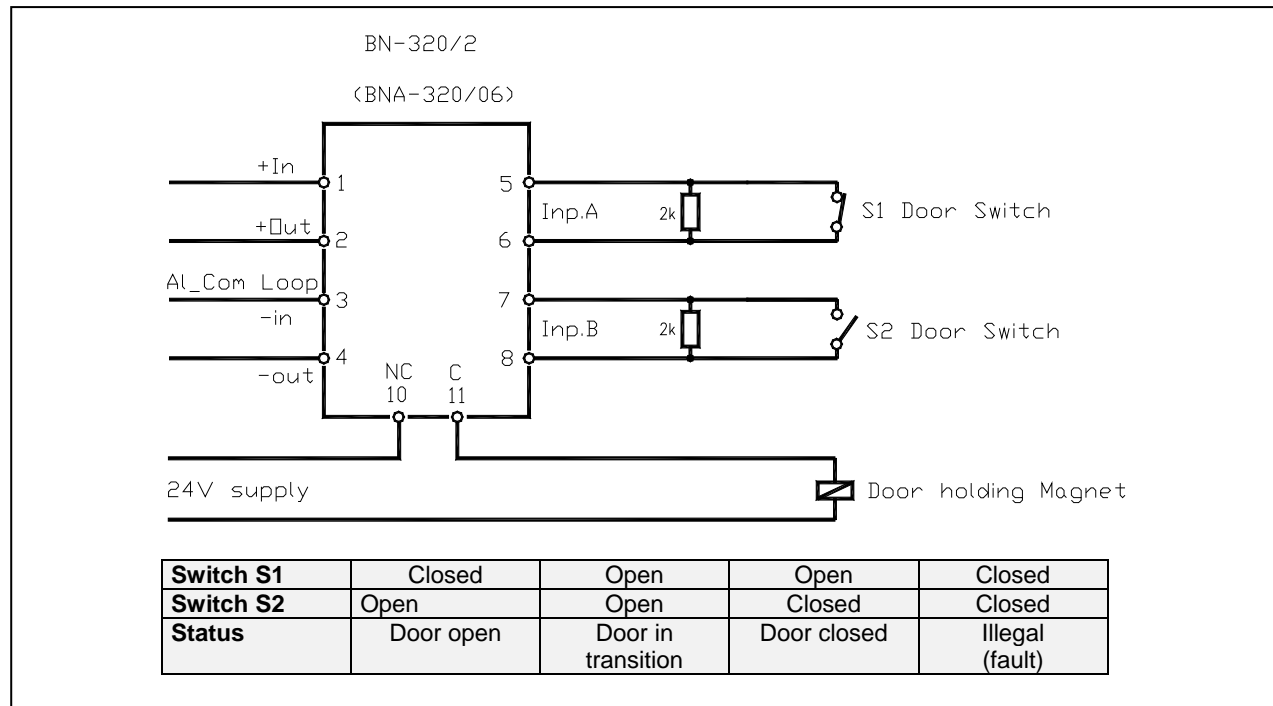 BN-320/2
(BNA-320/06)
+In
1
5
Inp.A
2k
S1 Door Switch
+Out
2
6
Al_Com Loop
3
7
-in
Inp.B
2k
S2 Door Switch
4
8
-out
NC
C
10
11
24V supply
Door holding Magnet
Switch S1 Closed Open Open Closed
Switch S2 Open Open Closed Closed
Status Door open Door in transition Door closed Illegal (fault)